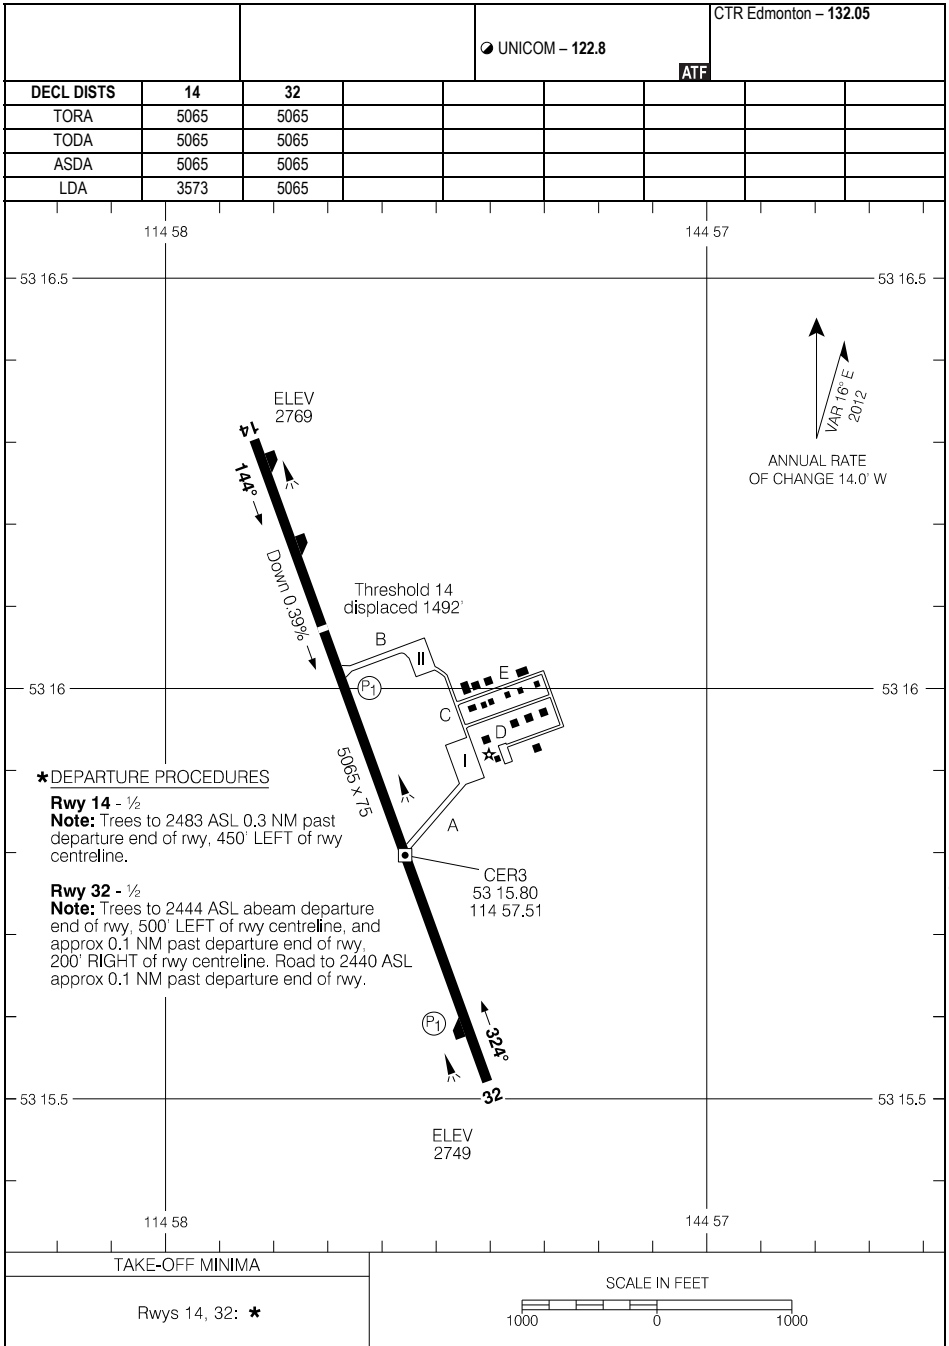 CTR Edmonton – 132.05
UNICOM – 122.8
ATF
DECL DISTS 14 32
TORA 5065 5065
TODA 5065 5065
ASDA 5065 5065
LDA 3573 5065
114 58 144 57
53 16.5 53 16.5
VAR 16° E
2012
ANNUAL RATE
OF CHANGE 14.0' W
ELEV
2769
14
144°
Down 0.39%
Threshold 14
displaced 1492'
B
II
E
53 16 53 16
P1
C
D
I
5065 x 75
A
*DEPARTURE PROCEDURES
Rwy 14 - ½
Note: Trees to 2483 ASL 0.3 NM past
departure end of rwy, 450' LEFT of rwy
centreline.
Rwy 32 - ½
Note: Trees to 2444 ASL abeam departure
end of rwy, 500' LEFT of rwy centreline, and
approx 0.1 NM past departure end of rwy,
200' RIGHT of rwy centreline. Road to 2440 ASL
approx 0.1 NM past departure end of rwy.
CER3
53 15.80
114 57.51
P1
324°
32
53 15.5 53 15.5
ELEV
2749
114 58 144 57
TAKE-OFF MINIMA
Rwys 14, 32: *
SCALE IN FEET
1000 0 1000